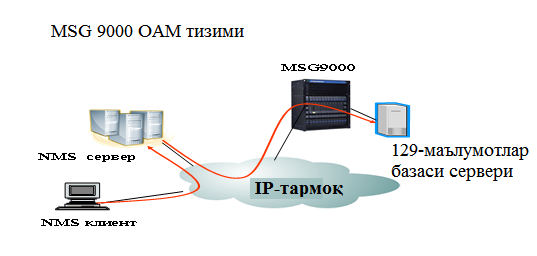 MSG 9000 OAM тизими
MSG9000
NMS сервер
129-маълумотлар
базаси сервери
IP-тармоқ
NMS клиент